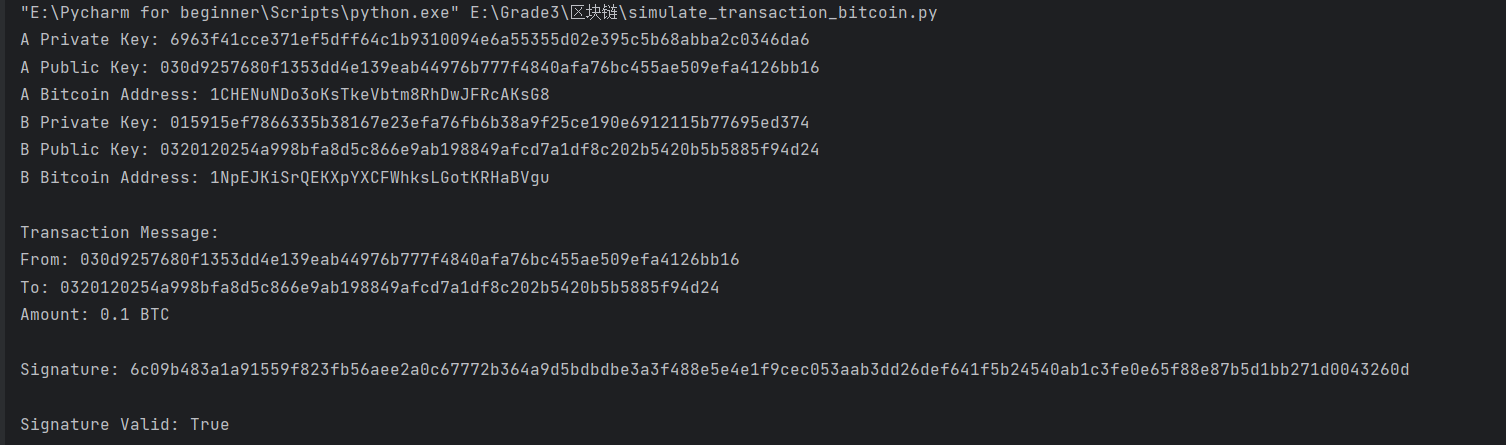 "E:\Pycharm for beginner\Scripts\python.exe" E:\Grade3\区块链\simulate_transaction_bitcoin.py
A Private Key: 6963f41cce371ef5dff64c1b9310094e6a55355d02e395c5b68abba2c0346da6
A Public Key: 030d9257680f1353dd4e139eab44976b777f4840afa76bc455ae509efa4126bb16
A Bitcoin Address: 1CHENuNDo3oKsTkeVbtm8RhDwJFRcAKsG8
B Private Key: 015915ef7866335b38167e23efa76fb6b38a9f25ce190e6912115b77695ed374
B Public Key: 0320120254a998bfa8d5c866e9ab198849afcd7a1df8c202b5420b5b5885f94d24
B Bitcoin Address: 1NpEJKiSrQEKXpYXCFWhksLGotKRHaBVgu
Transaction Message:
From: 030d9257680f1353dd4e139eab44976b777f4840afa76bc455ae509efa4126bb16
To: 0320120254a998bfa8d5c866e9ab198849afcd7a1df8c202b5420b5b5885f94d24
Amount: 0.1 BTC
Signature: 6c09b483a1a91559f823fb56aee2a0c67772b364a9d5bdbdbe3a3f488e5e4e1f9cec053aab3dd26def641f5b24540ab1c3fe0e65f88e87b5d1bb271d0043260d
Signature Valid: True